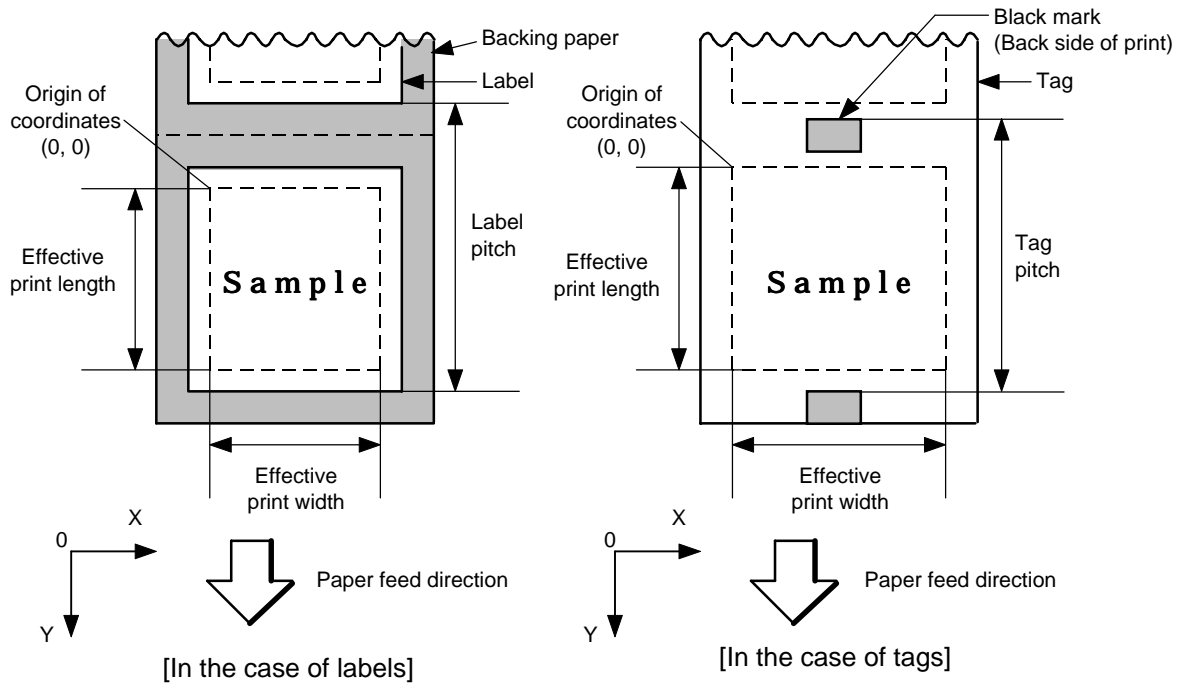 Backing paper
Label
Origin of
coordinates
(0, 0)
Effective
print length
Sample
Label
pitch
Effective
print width
0
X
Y
Paper feed direction
[In the case of labels]
Black mark
(Back side of print)
Tag
Origin of
coordinates
(0, 0)
Effective
print length
Sample
Tag
pitch
Effective
print width
0
X
Y
Paper feed direction
[In the case of tags]